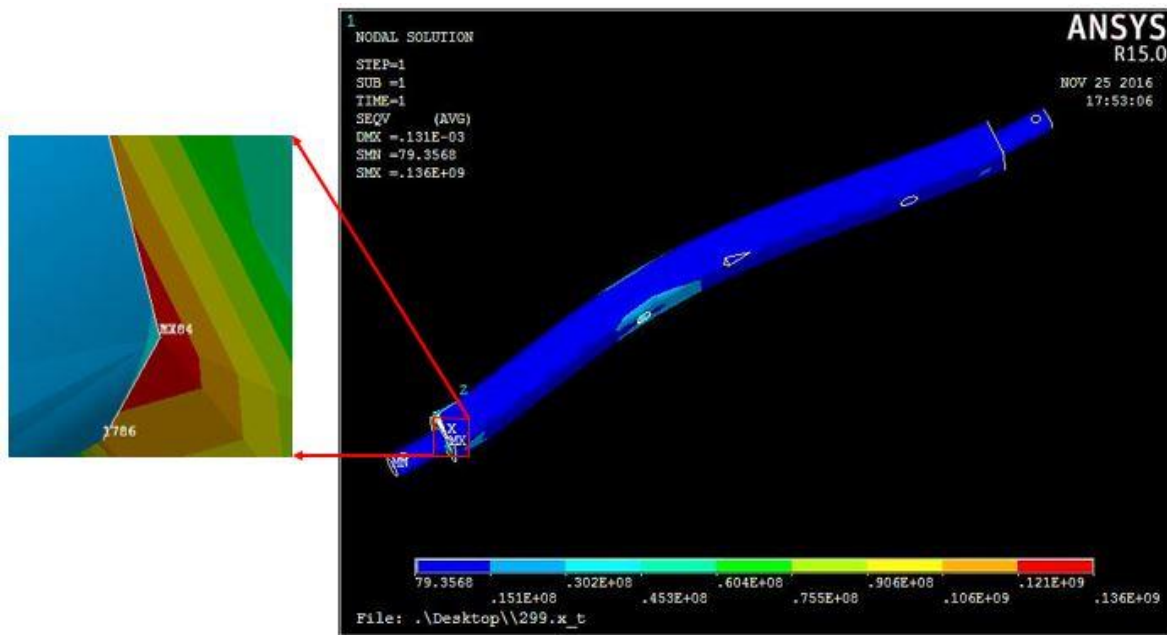 1
NODAL SOLUTION
STEP=1
SUB =1
TIME=1
SEQV (AVG)
DMX =.131E-03
SMN =79.3568
SMX =.136E+09
ANSYS
R15.0
NOV 25 2016
17:53:06
MX84
1786
Z
X
MX
MN
79.3568 .302E+08 .604E+08 .906E+08 .121E+09
.151E+08 .453E+08 .755E+08 .106E+09 .136E+09
File: .\Desktop\\299.x_t